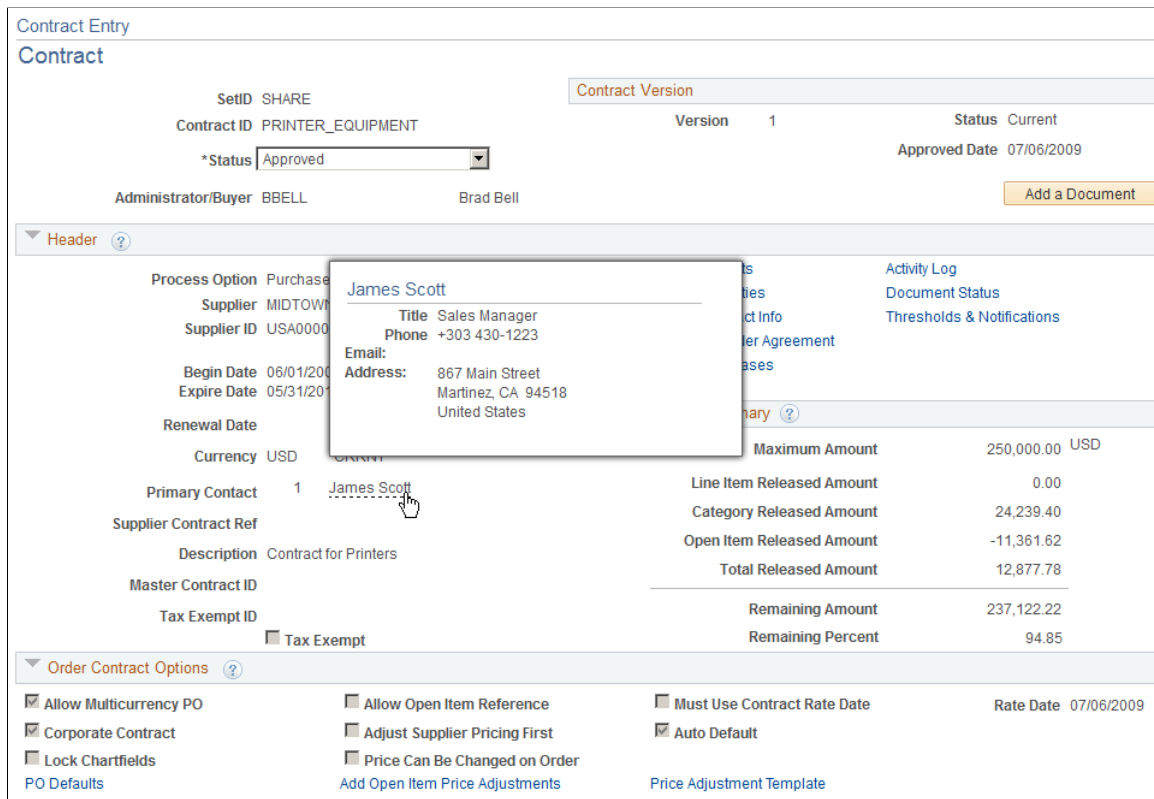 Contract Entry
Contract
SetID SHARE
Contract ID PRINTER_EQUIPMENT
*Status Approved
Administrator/Buyer BBELL Brad Bell
Contract Version
Version 1 Status Current
Approved Date 07/06/2009
Add a Document
Header ?
Process Option Purchase
Supplier MIDTOWN
Supplier ID USA0000
Begin Date 06/01/200
Expire Date 05/31/201
Renewal Date
Currency USD
Primary Contact 1 James Scott
Supplier Contract Ref
Description Contract for Printers
Master Contract ID
Tax Exempt ID
Tax Exempt
James Scott
Title Sales Manager
Phone +303 430-1223
Email:
Address: 867 Main Street
Martinez, CA 94518
United States
Activity Log
Document Status
ct Info Thresholds & Notifications
Agreement
ases
mary ?
Maximum Amount 250,000.00 USD
Line Item Released Amount 0.00
Category Released Amount 24,239.40
Open Item Released Amount -11,361.62
Total Released Amount 12,877.78
Remaining Amount 237,122.22
Remaining Percent 94.85
Order Contract Options ?
Allow Multicurrency PO Allow Open Item Reference Must Use Contract Rate Date Rate Date 07/06/2009
Corporate Contract Adjust Supplier Pricing First Auto Default
Lock Chartfields Price Can Be Changed on Order
PO Defaults Add Open Item Price Adjustments Price Adjustment Template